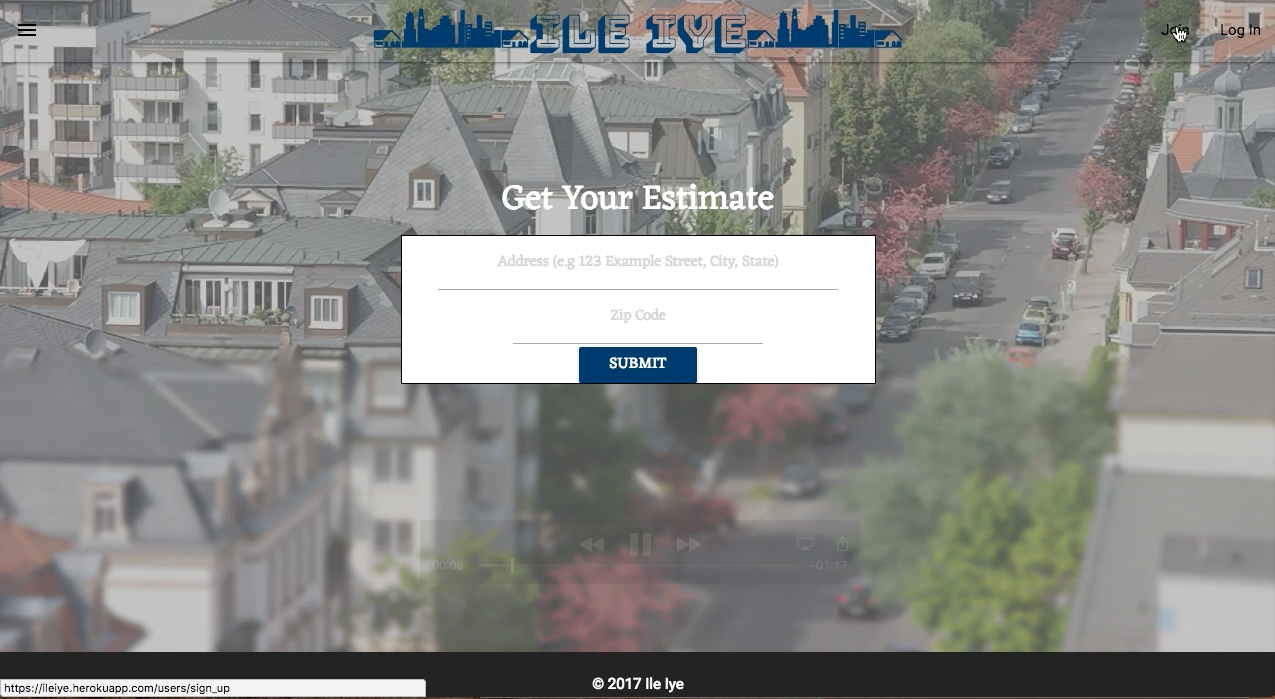 ILE IYE
Join
Log In
Get Your Estimate
Address (e.g 123 Example Street, City, State)
Zip Code
SUBMIT
00:08
-01:17
© 2017 Ile Iye
https://ileiye.herokuapp.com/users/sign_up